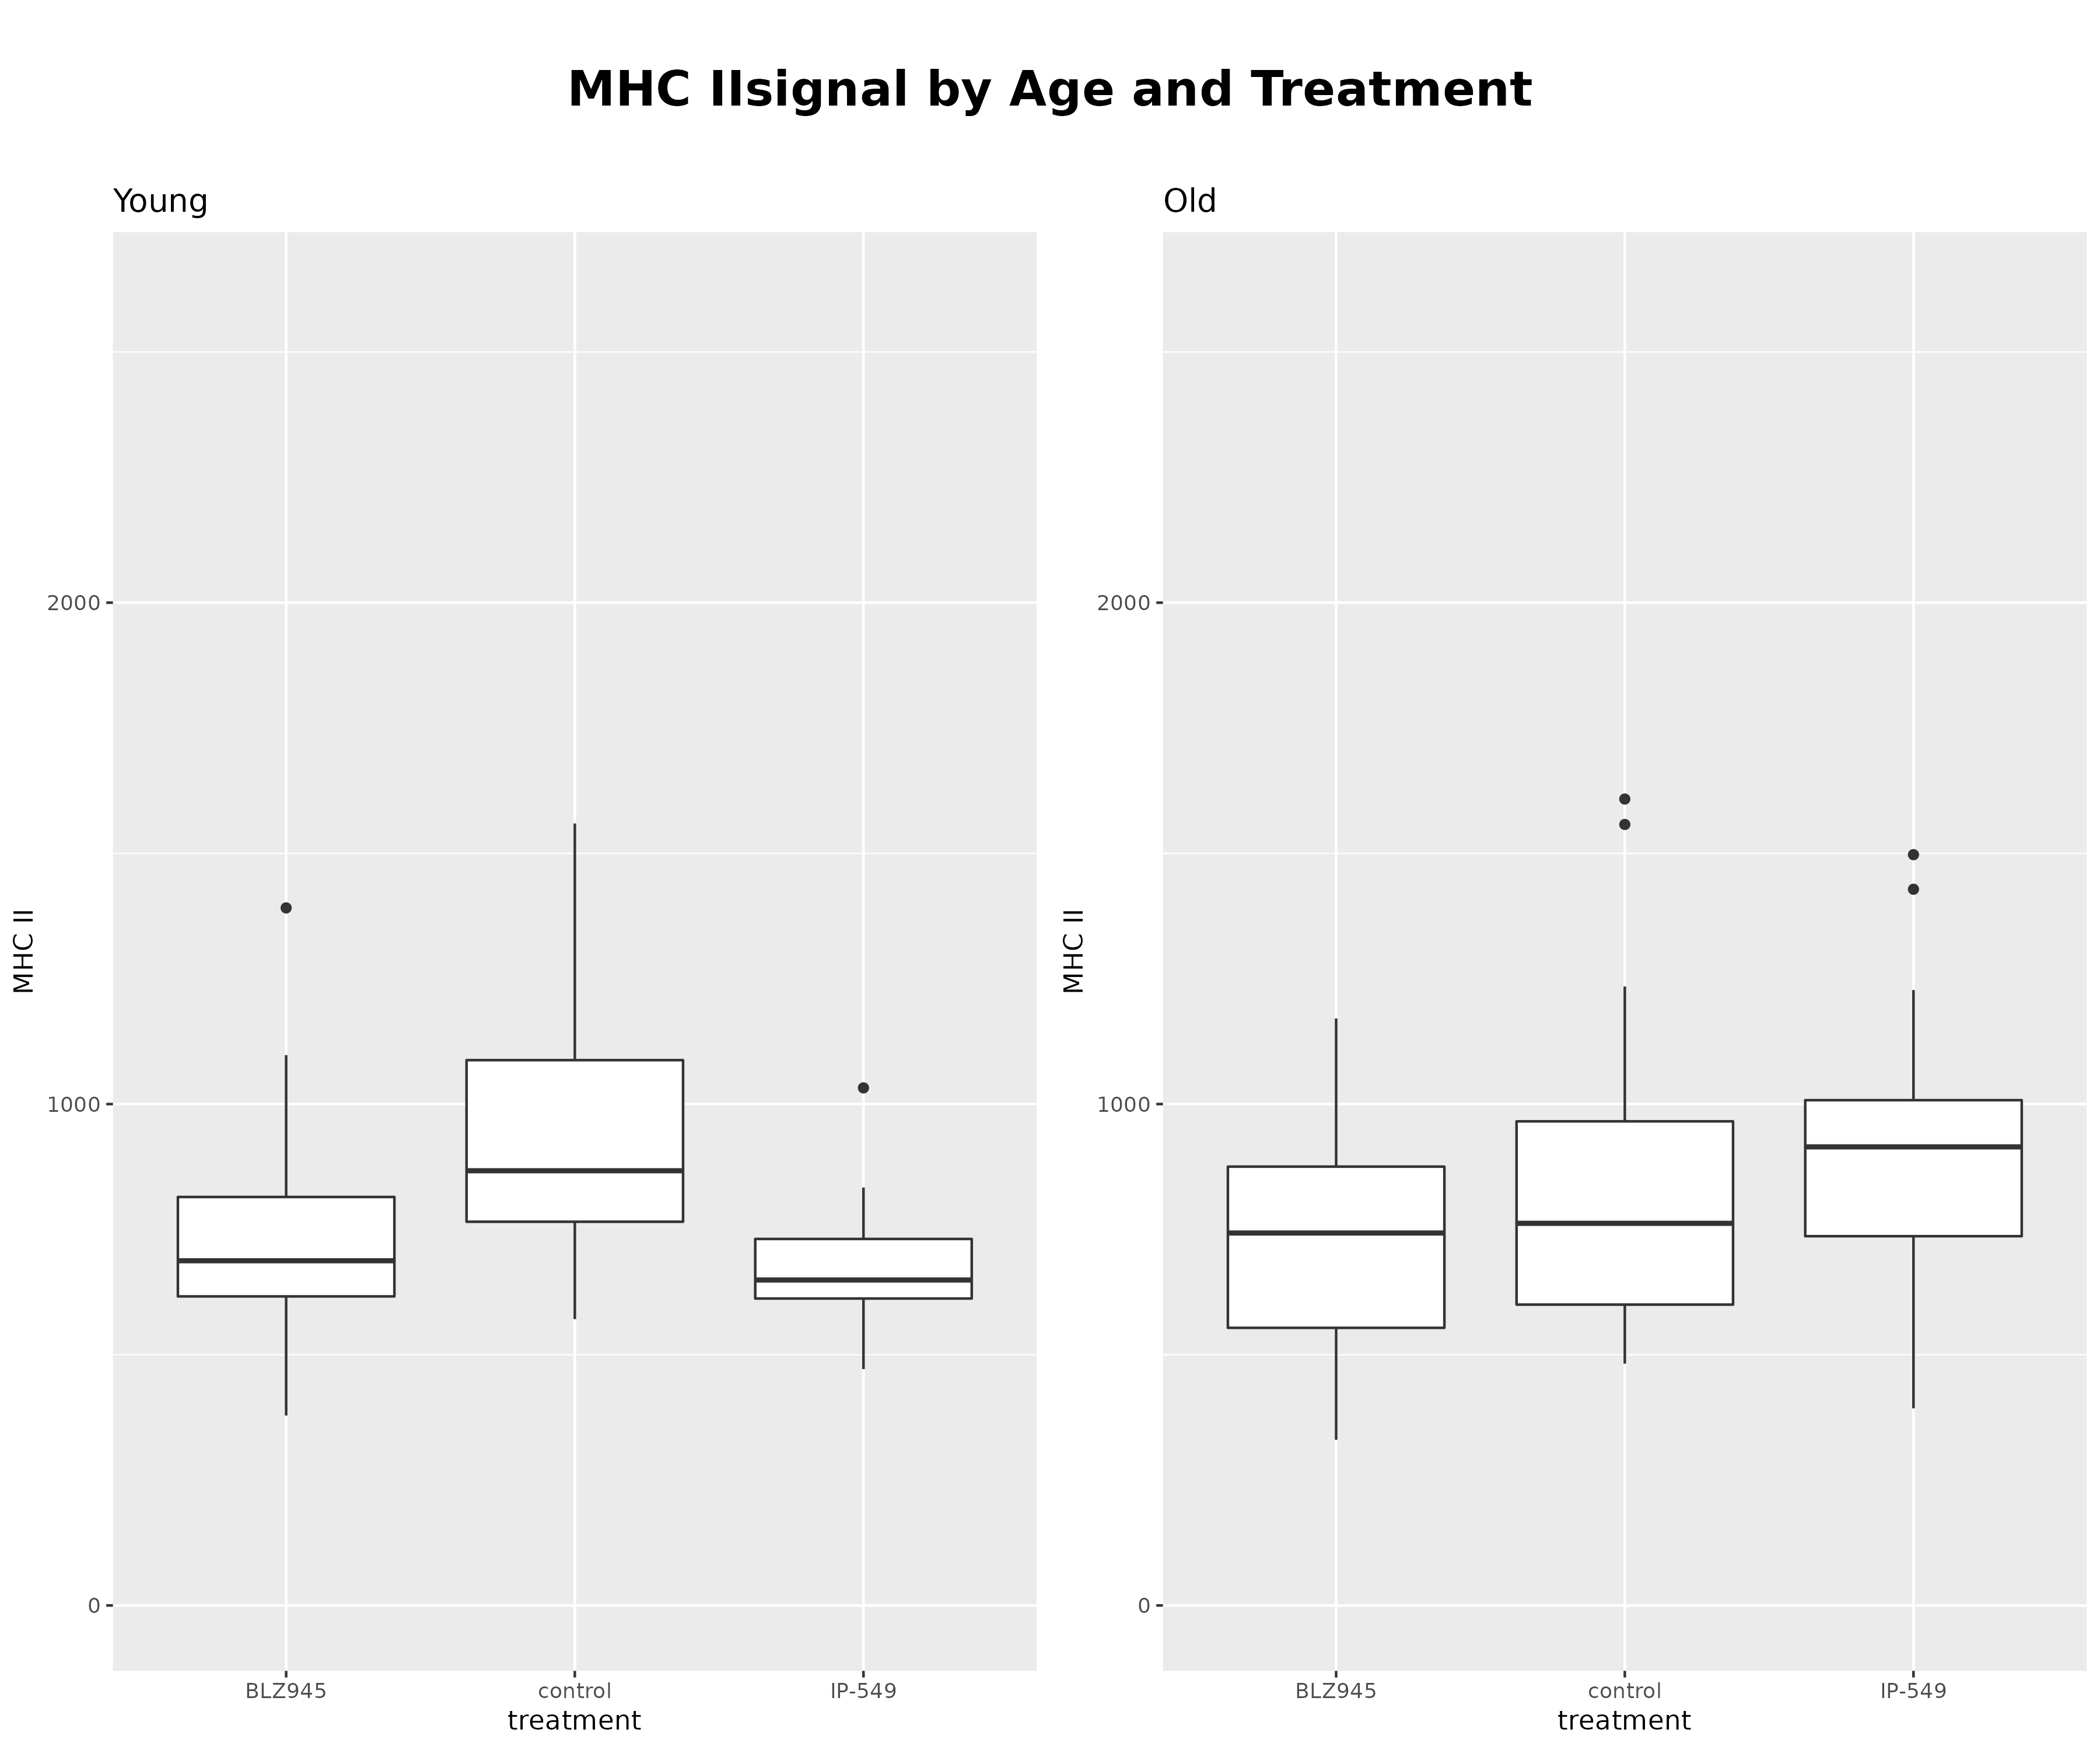 MHC IIsignal by Age and Treatment
Young
MHC II
2000
1000
0
BLZ945 control IP-549
treatment
Old
MHC II
2000
1000
0
BLZ945 control IP-549
treatment